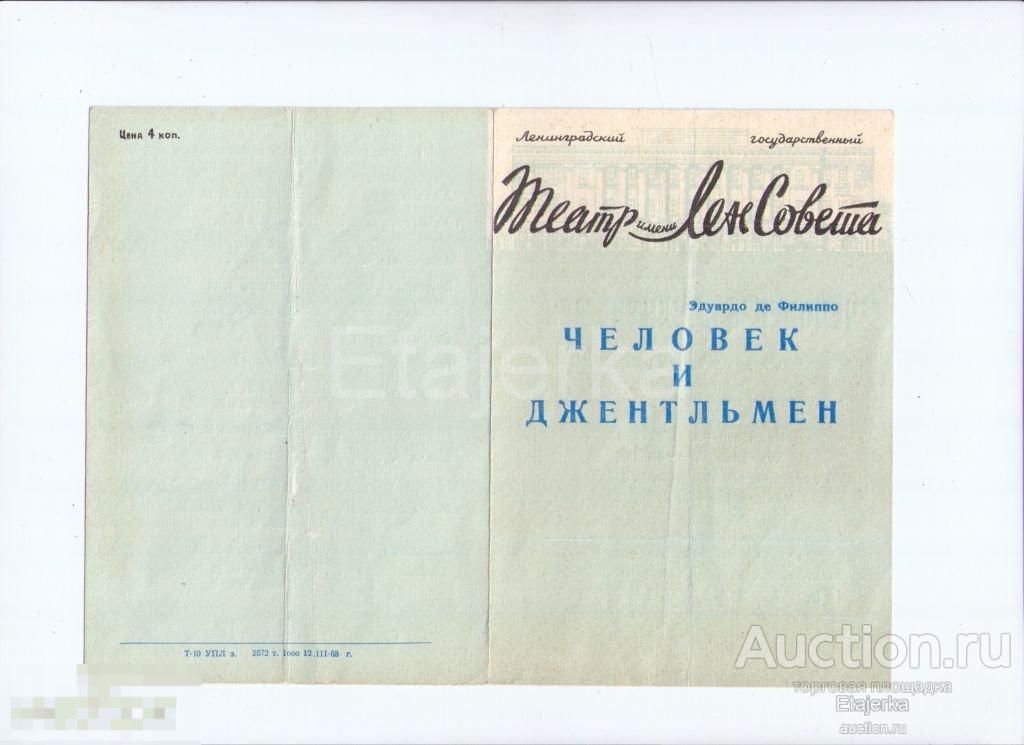 Цена 4 коп.
Ленинградский государственный
Театр имени Ленсовета
Эдуардо де Филиппо
ЧЕЛОВЕК
И
ДЖЕНТЛЬМЕН
Etajerka
Т-10 УПЛ з. 2572 т. 1000 12.III-68 г.
Auction.ru
торговая площадка
Etajerka
auction.ru